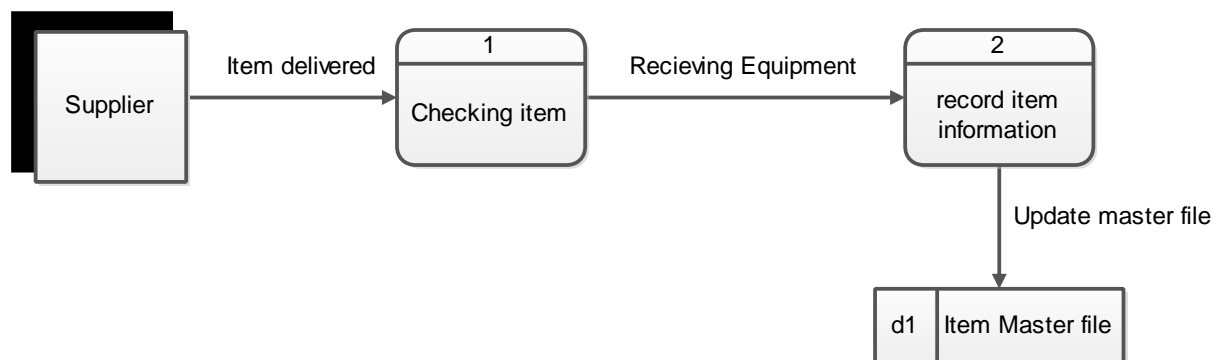 Supplier
Item delivered
1
Checking item
Recieving Equipment
2
record item
information
Update master file
d1
Item Master file